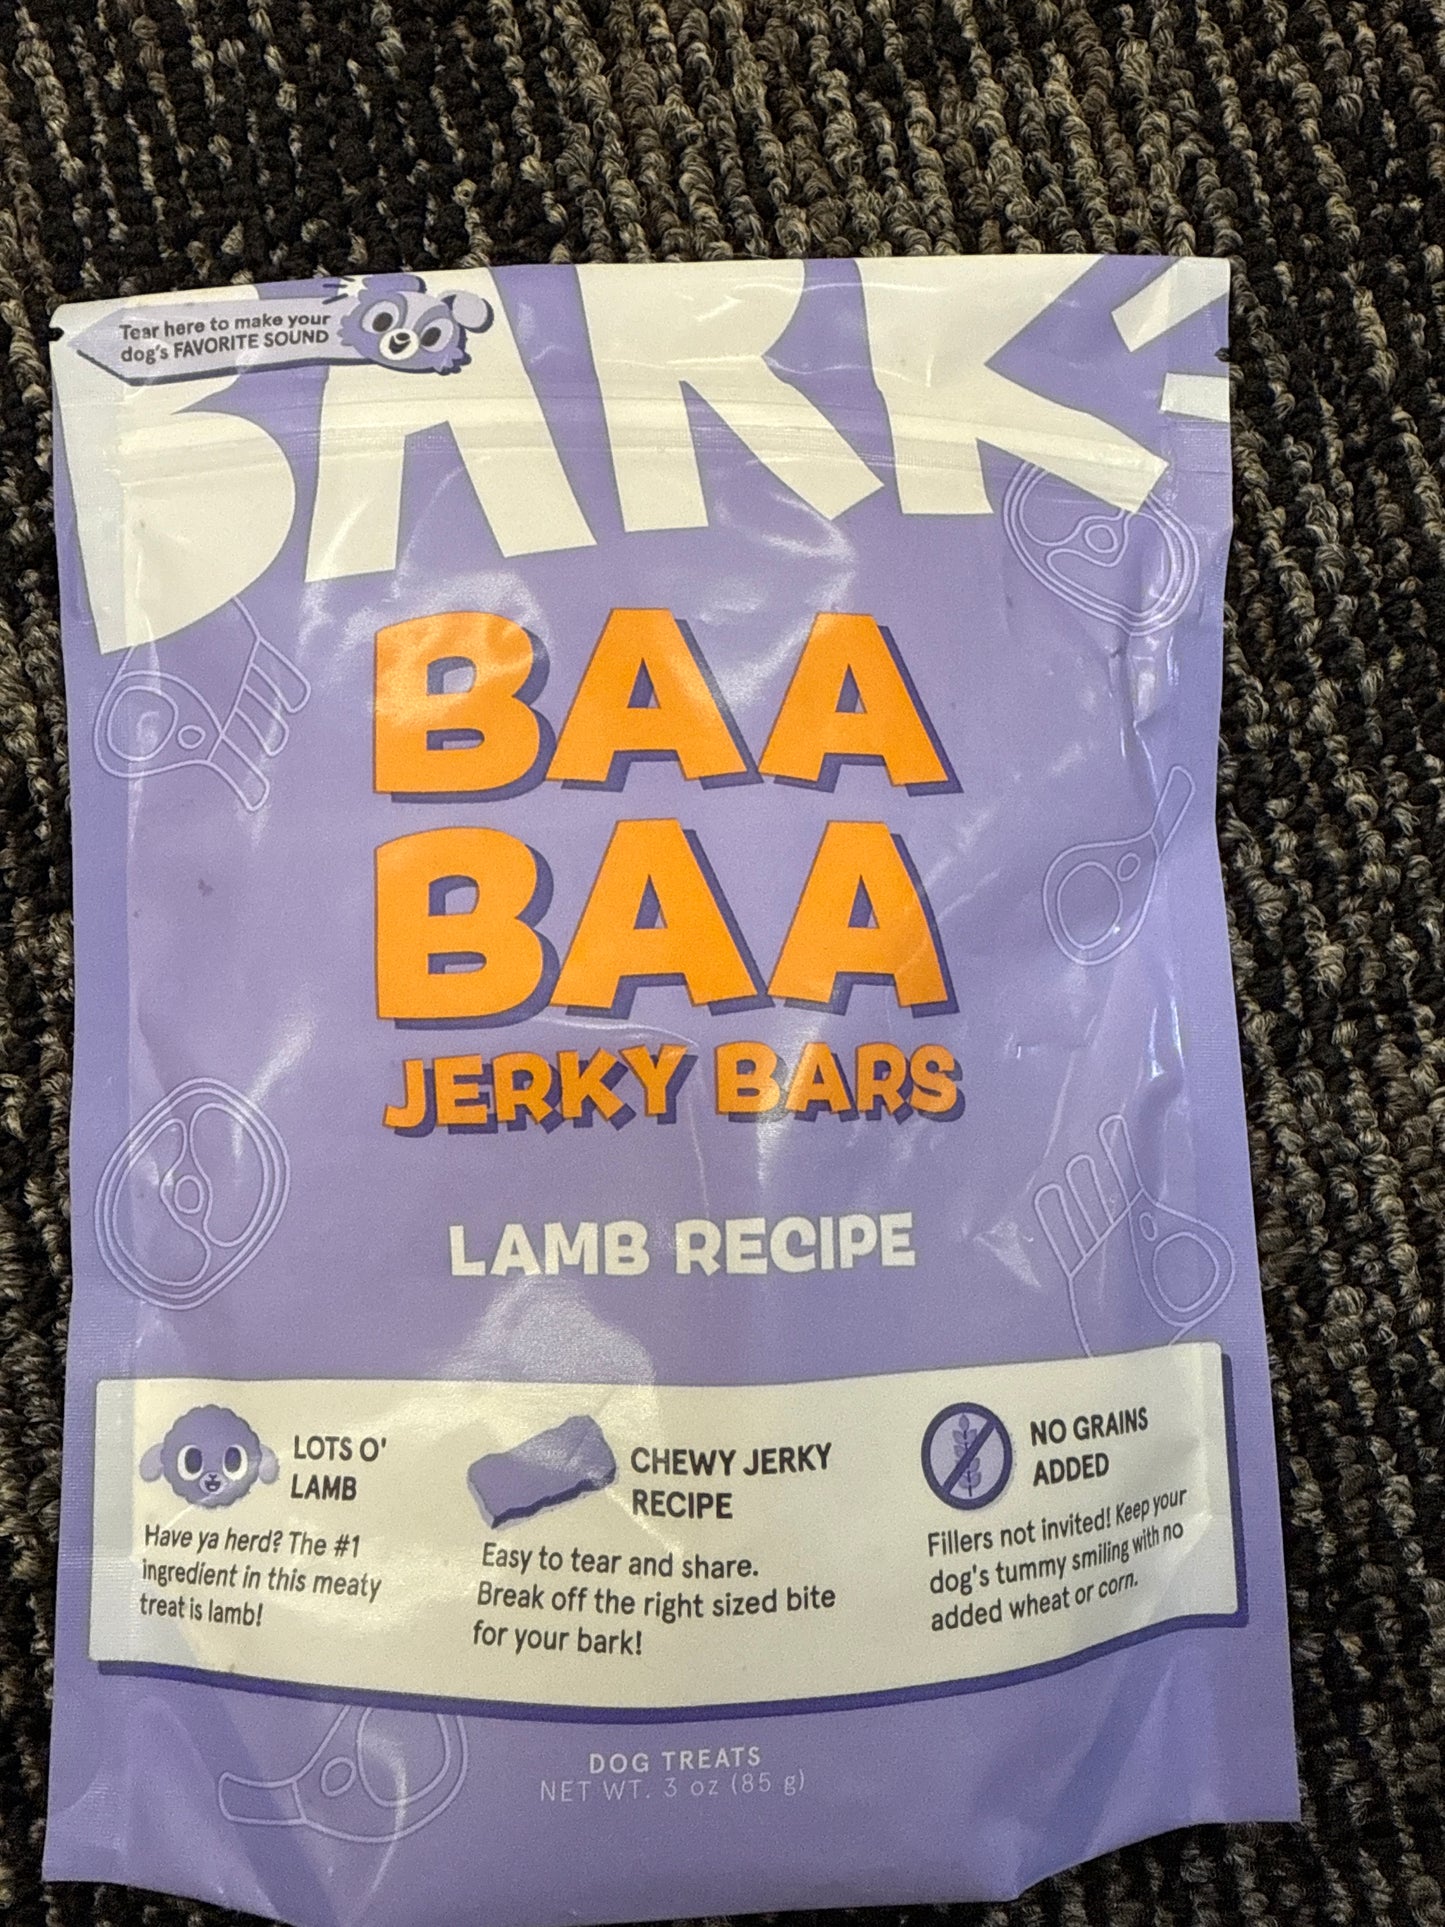 Tear here to make your
dog's FAVORITE SOUND
BARK
BAA
BAA
JERKY BARS
LAMB RECIPE
LOTS O'
LAMB
Have ya herd? The #1
ingredient in this meaty
treat is lamb!
CHEWY JERKY
RECIPE
Easy to tear and share.
Break off the right sized bite
for your bark!
NO GRAINS
ADDED
Fillers not invited! Keep your
dog's tummy smiling with no
added wheat or corn.
DOG TREATS
NET WT. 3 oz (85 g)